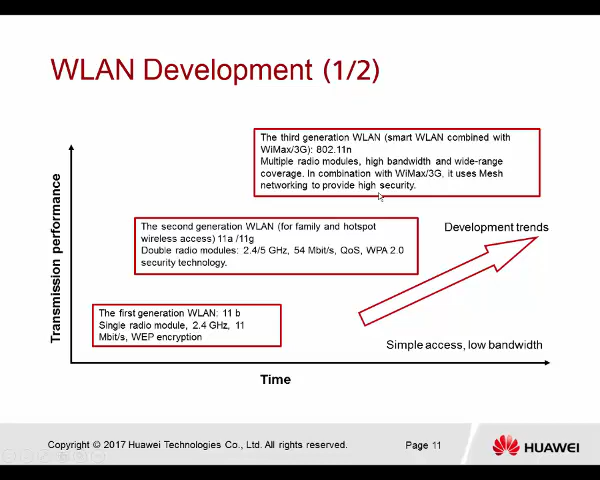 WLAN Development (1/2)
The third generation WLAN (smart WLAN combined with
WiMax/3G): 802.11n
Multiple radio modules, high bandwidth and wide-range
coverage. In combination with WiMax/3G, it uses Mesh
networking to provide high security.
The second generation WLAN (for family and hotspot
wireless access) 11a /11g
Double radio modules: 2.4/5 GHz, 54 Mbit/s, QoS, WPA 2.0
security technology.
Development trends
The first generation WLAN: 11 b
Single radio module, 2.4 GHz, 11
Mbit/s, WEP encryption
Simple access, low bandwidth
Transmission performance
Time
Copyright © 2017 Huawei Technologies Co., Ltd. All rights reserved.
Page 11
HUAWEI